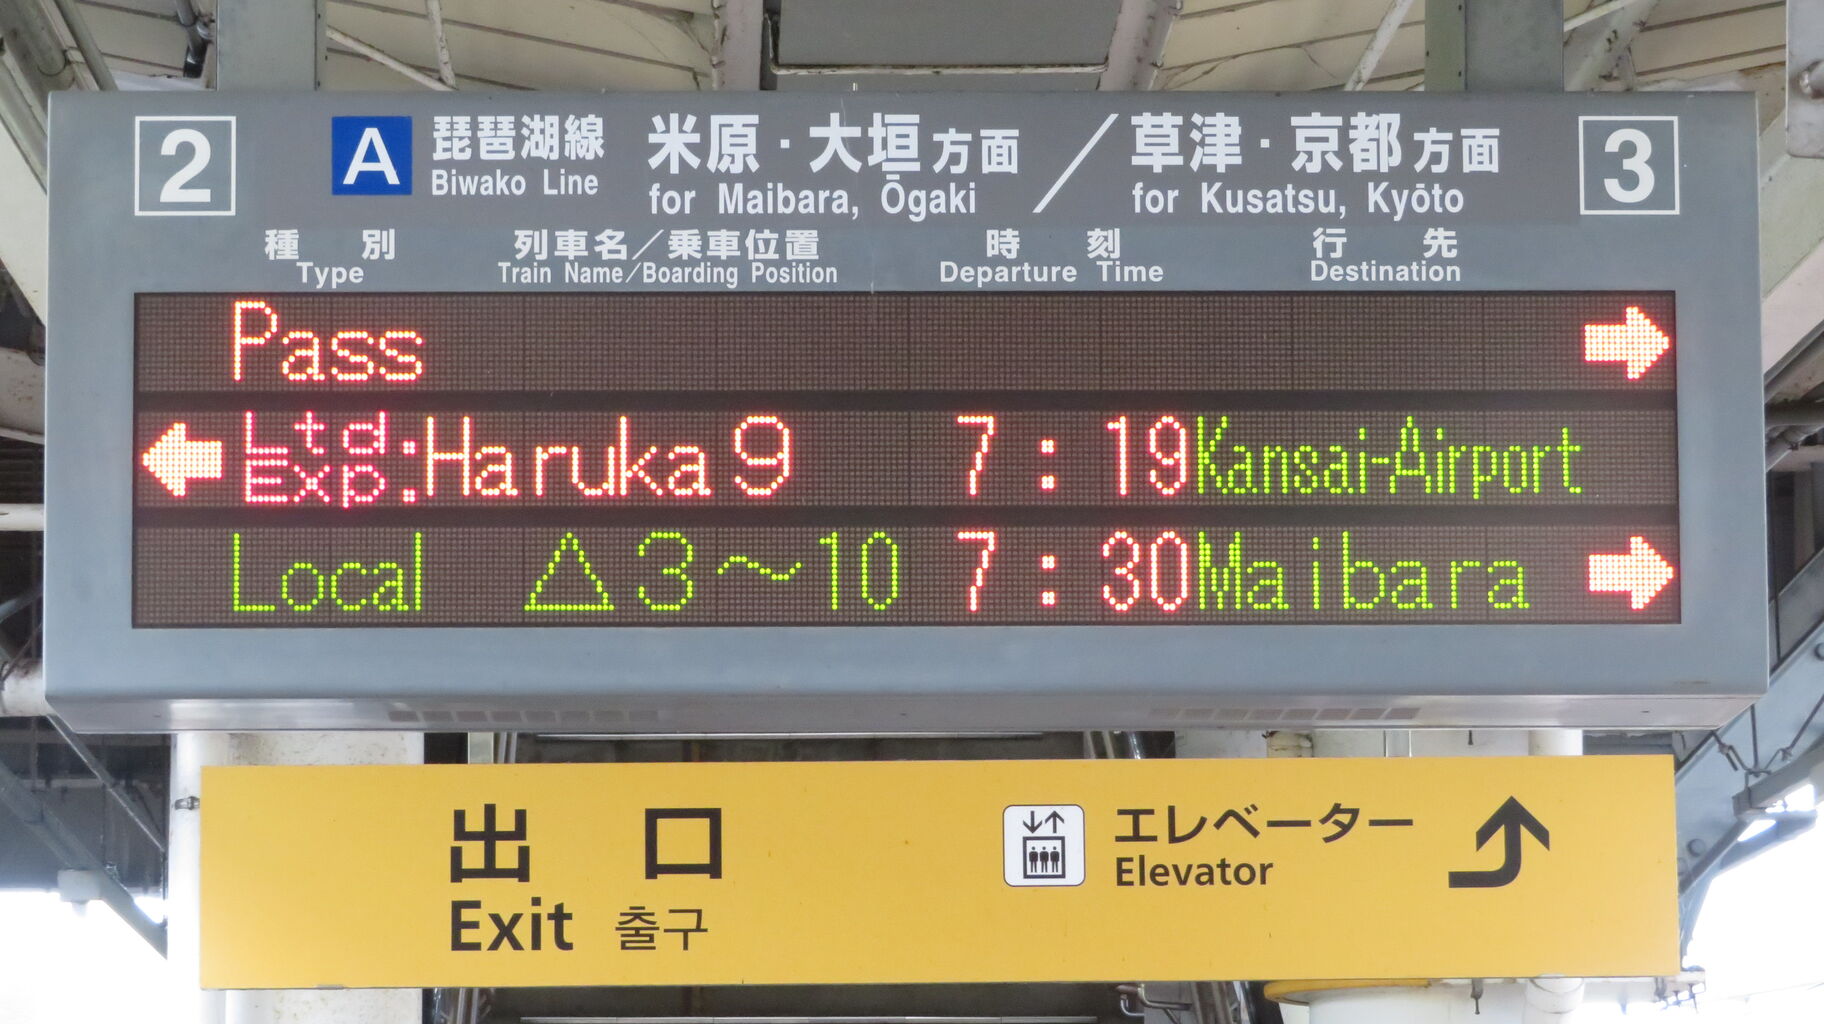 2 A 琵琶湖線 米原・大垣方面／草津・京都方面 3
Biwako Line for Maibara, Ōgaki for Kusatsu, Kyōto
種別 列車名／乗車位置 時刻 行先
Type Train Name／Boarding Position Departure Time Destination
Pass →
← Ltd Exp: Haruka 9 7:19 Kansai-Airport
Local △3～10 7:30 Maibara →
出口 エレベーター
Elevator
Exit 출구